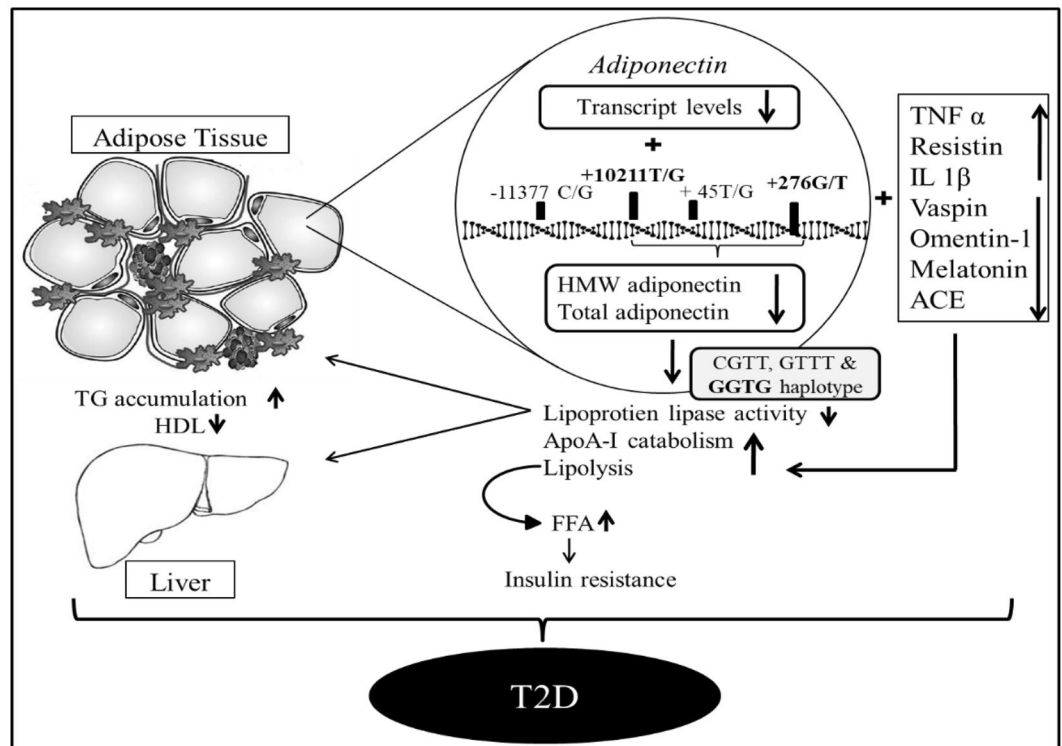 Adiponectin
Transcript levels
+
-11377 C/G
+10211T/G
+ 45T/G
+276G/T
HMW adiponectin
Total adiponectin
CGTT, GTTT &
GGTG haplotype
+
TNF α
Resistin
IL 1β
Vaspin
Omentin-1
Melatonin
ACE
Adipose Tissue
TG accumulation
HDL
Liver
Lipoprotien lipase activity
ApoA-I catabolism
Lipolysis
FFA
Insulin resistance
T2D